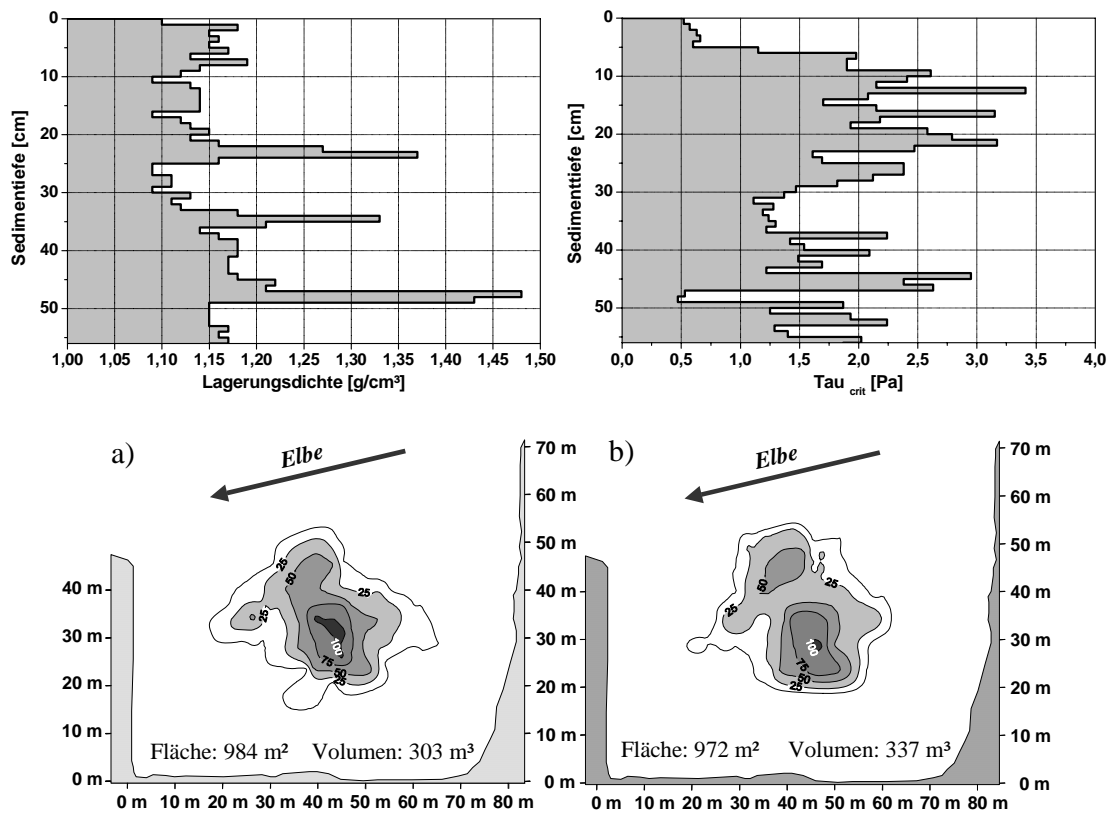 Sedimentiefe [cm]
0
10
20
30
40
50
1,00 1,05 1,10 1,15 1,20 1,25 1,30 1,35 1,40 1,45 1,50
Lagerungsdichte [g/cm³]
Sedimenttiefe [cm]
0
10
20
30
40
50
0,0 0,5 1,0 1,5 2,0 2,5 3,0 3,5 4,0
Tau crit [Pa]
a)
Elbe
70 m
60 m
50 m
40 m
30 m
20 m
10 m
0 m
40 m
30 m
20 m
10 m
0 m
25
50
25
25
100
75
50
25
Fläche: 984 m² Volumen: 303 m³
0 m 10 m 20 m 30 m 40 m 50 m 60 m 70 m 80 m
b)
Elbe
70 m
60 m
50 m
40 m
30 m
20 m
10 m
0 m
40 m
30 m
20 m
10 m
0 m
50
25
25
100
75
50
25
Fläche: 972 m² Volumen: 337 m³
0 m 10 m 20 m 30 m 40 m 50 m 60 m 70 m 80 m